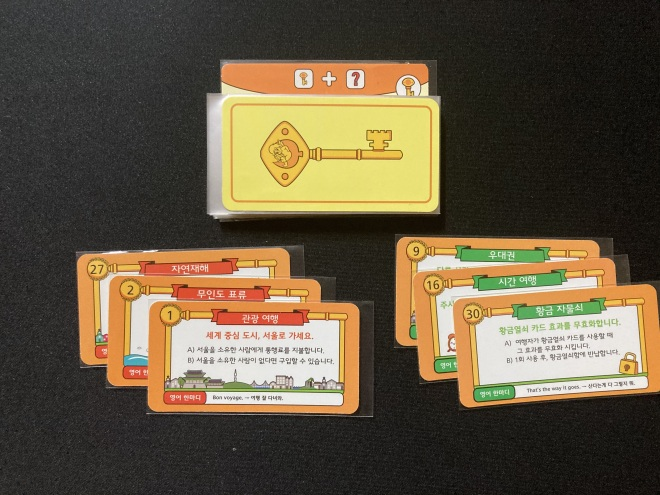 + ?
27
자연재해
2
무인도 표류
1
관광 여행
세계 중심 도시, 서울로 가세요.
A) 서울을 소유한 사람에게 통행료를 지불합니다.
B) 서울을 소유한 사람이 없다면 구입할 수 있습니다.
영어 한마디
Bon voyage. → 여행 잘 다녀와.
9
우대권
16
시간 여행
30
황금 자물쇠
황금열쇠 카드 효과를 무효화합니다.
A) 여행자가 황금열쇠 카드를 사용할 때
그 효과를 무효화 시킵니다.
B) 1회 사용 후, 황금열쇠함에 반납합니다.
영어 한마디
That's the way it goes. → 산다는게 다 그렇지 뭐.